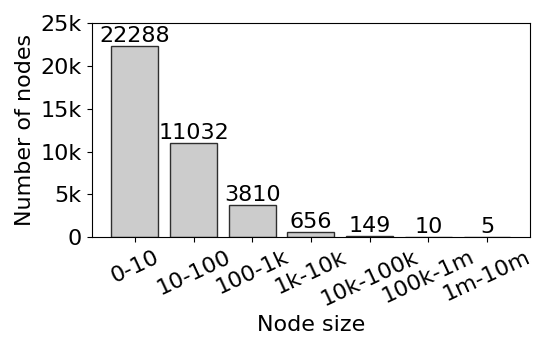 Number of nodes
25k
20k
15k
10k
5k
0
22288
11032
3810
656
149
10
5
0-10
10-100
100-1k
1k-10k
10k-100k
100k-1m
1m-10m
Node size